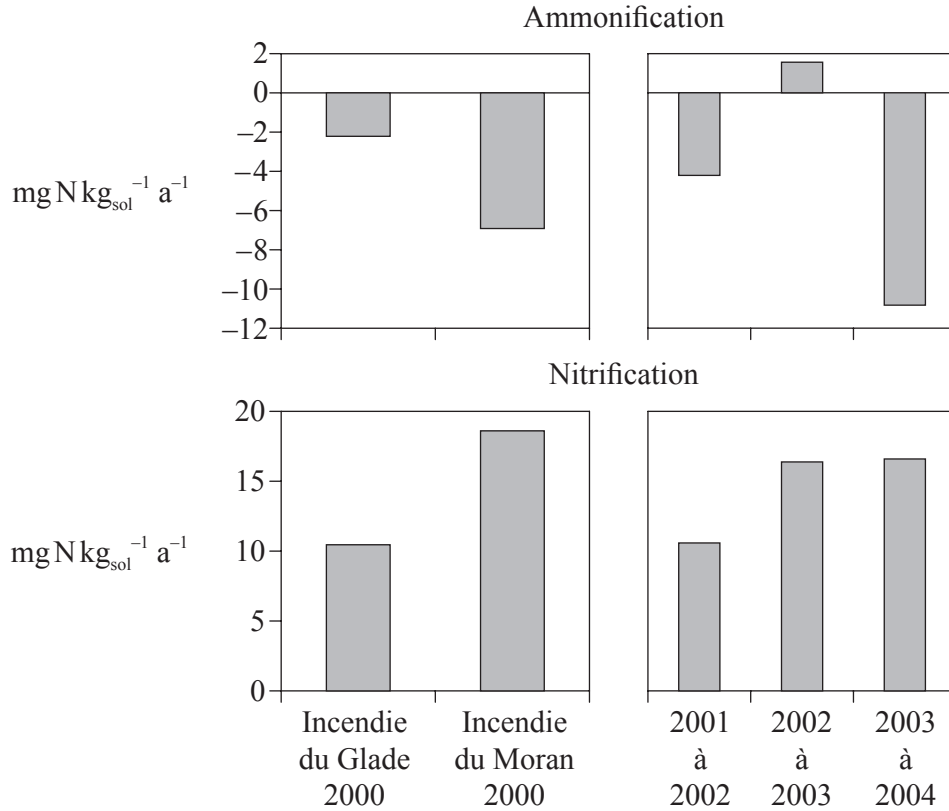 Ammonification
2
0
–2
–4
–6
–8
–10
–12
mg N kg_sol⁻¹ a⁻¹
Nitrification
20
15
10
5
0
mg N kg_sol⁻¹ a⁻¹
Incendie
du Glade
2000
Incendie
du Moran
2000
2001
à
2002
2002
à
2003
2003
à
2004